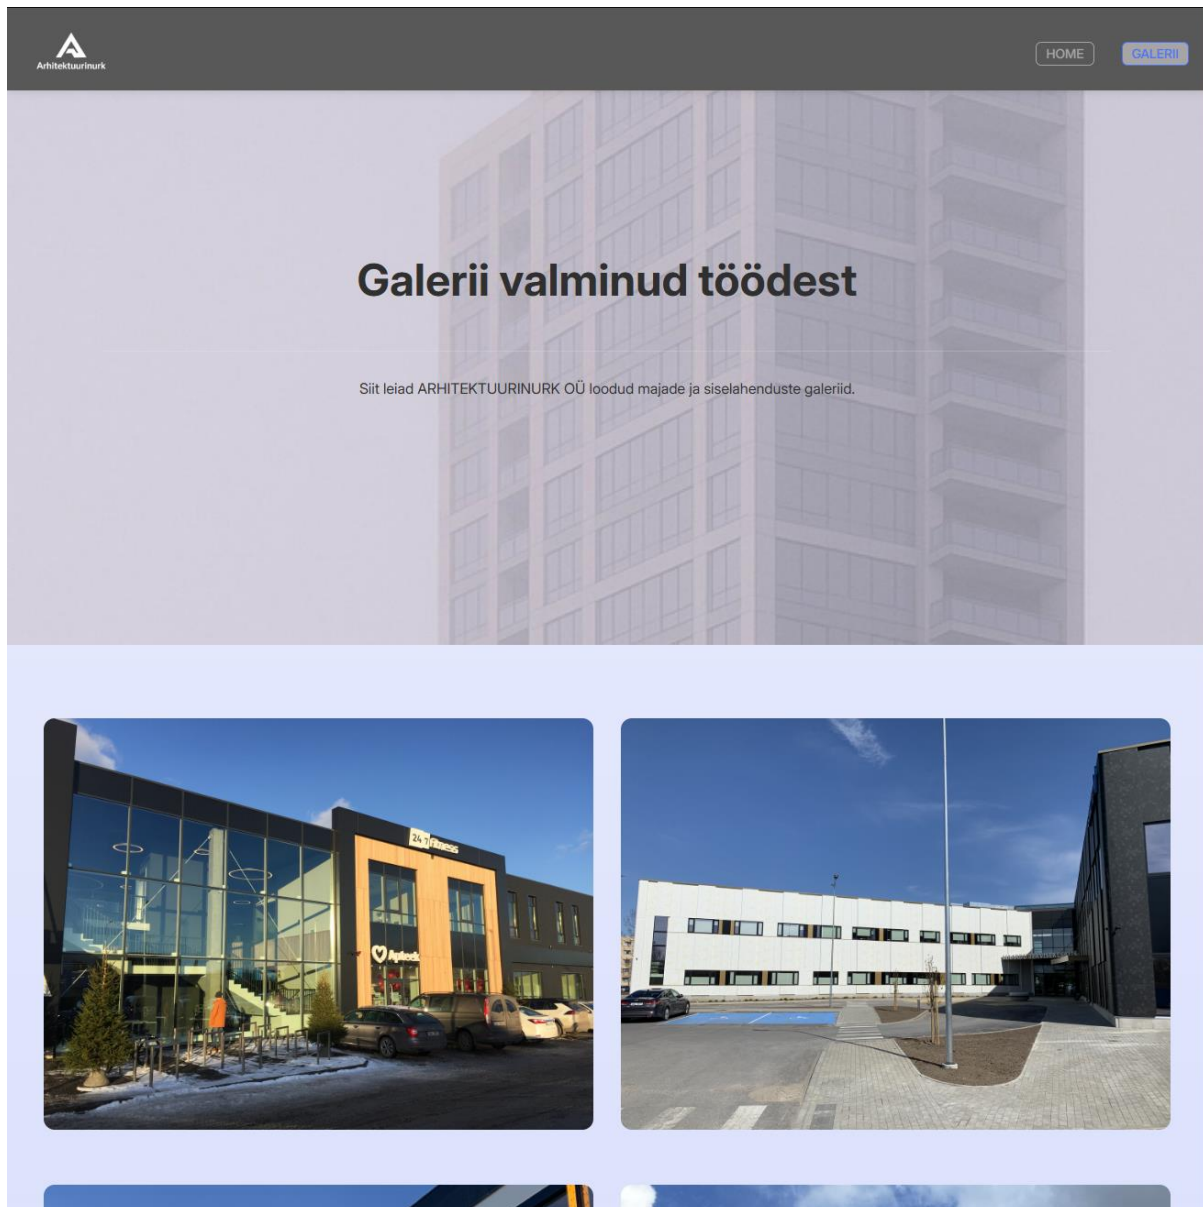 Arhitektuurinurk
HOME
GALERII
Galerii valminud töödest
Siit leiad ARHITEKTUURINURK OÜ loodud majade ja siselahenduste galeriid.
24 7 Fitness
Apteek